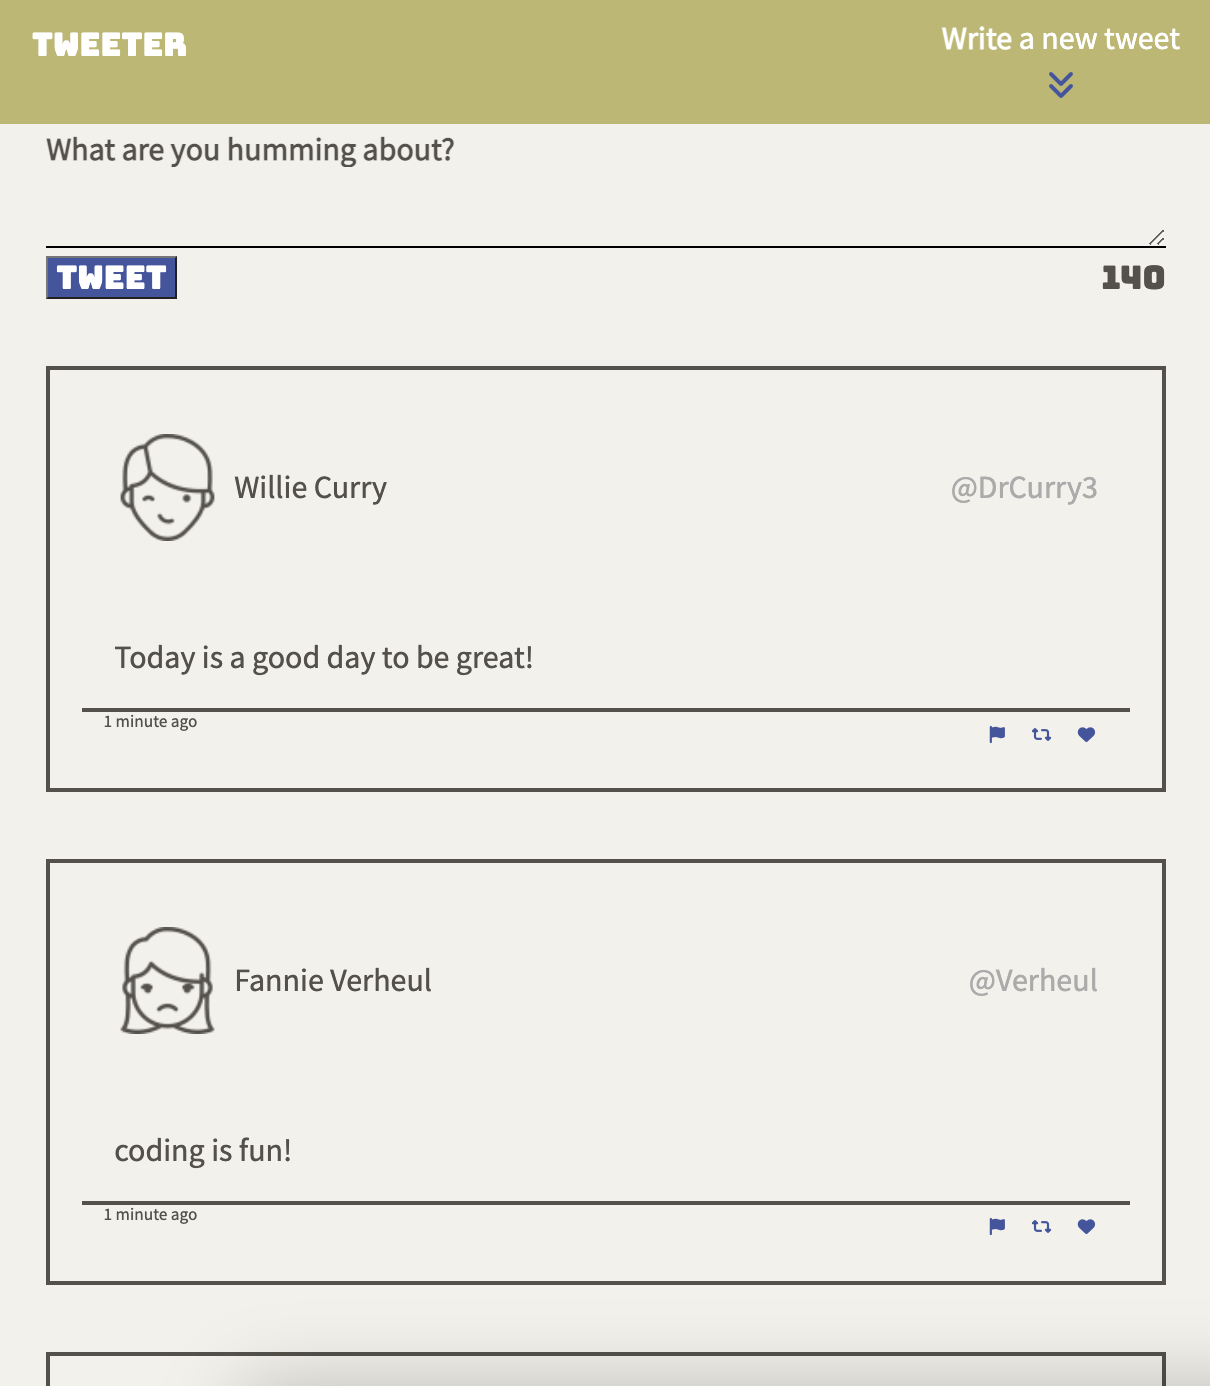 TWEETER
Write a new tweet
What are you humming about?
TWEET
140
Willie Curry
@DrCurry3
Today is a good day to be great!
1 minute ago
Fannie Verheul
@Verheul
coding is fun!
1 minute ago